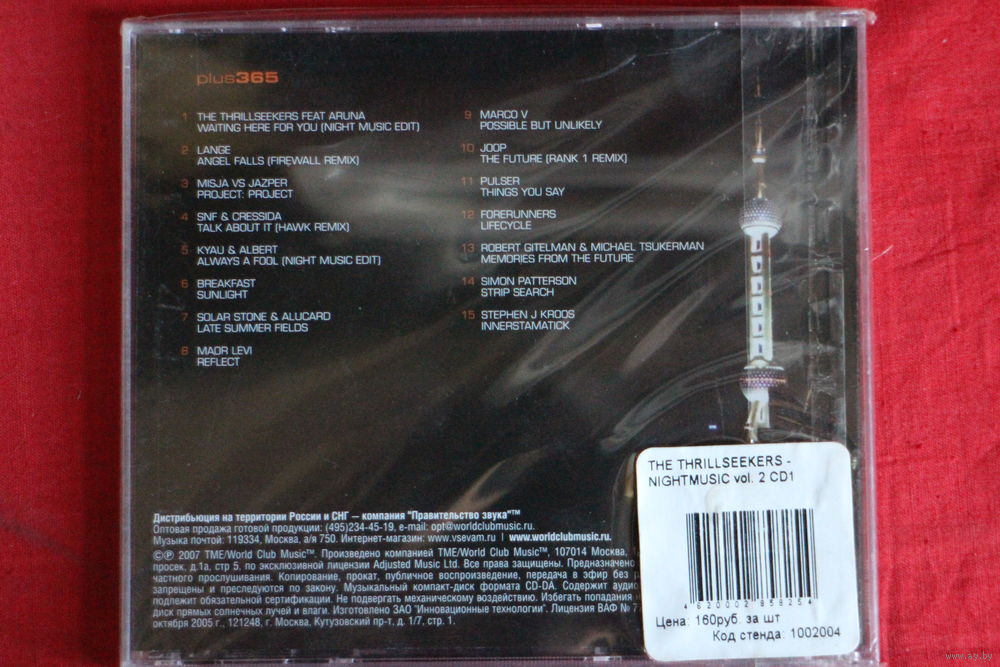 plus365
1 THE THRILLSEEKERS FEAT ARUNA
WAITING HERE FOR YOU (NIGHT MUSIC EDIT)
2 LANGE
ANGEL FALLS (FIREWALL REMIX)
3 MISJA VS JAZPER
PROJECT: PROJECT
4 SNF & CRESSIDA
TALK ABOUT IT (HAWK REMIX)
5 KYAU & ALBERT
ALWAYS A FOOL (NIGHT MUSIC EDIT)
6 BREAKFAST
SUNLIGHT
7 SOLAR STONE & ALUCARD
LATE SUMMER FIELDS
8 MAOR LEVI
REFLECT
9 MARCO V
POSSIBLE BUT UNLIKELY
10 JOOP
THE FUTURE (RANK 1 REMIX)
11 PULSER
THINGS YOU SAY
12 FORERUNNERS
LIFECYCLE
13 ROBERT GITELMAN & MICHAEL TSUKERMAN
MEMORIES FROM THE FUTURE
14 SIMON PATTERSON
STRIP SEARCH
15 STEPHEN J KROOS
INNERSTAMATICK
Дистрибьюция на территории России и СНГ – компания "Правительство звука"™
Оптовая продажа готовой продукции: (495)234-45-19, e-mail: opt@worldclubmusic.ru.
Музыка почтой: 119334, Москва, а/я 750. Интернет-магазин: www.vsevam.ru | www.worldclubmusic.ru.
©℗ 2007 TME/World Club Music™. Произведено компанией TME/World Club Music™, 107014 Москва,
просек, д.1а, стр 5, по эксклюзивной лицензии Adjusted Music Ltd. Все права защищены. Предназначено
частного прослушивания. Копирование, прокат, публичное воспроизведение, передача в эфир без
запрещены и преследуются по закону. Музыкальный компакт-диск формата CD-DA. Содержит аудио
подлежит обязательной сертификации. Не подвергать механическому воздействию. Избегать попадания
диск прямых солнечных лучей и влаги. Изготовлено ЗАО "Инновационные технологии". Лицензия ВАФ № 77
октября 2005 г., 121248, г. Москва, Кутузовский пр-т, д. 1/7, стр. 1.
THE THRILLSEEKERS -
NIGHTMUSIC vol. 2 CD1
4620002858254
Цена: 160руб. за шт
Код стенда: 1002004
www.ay.by